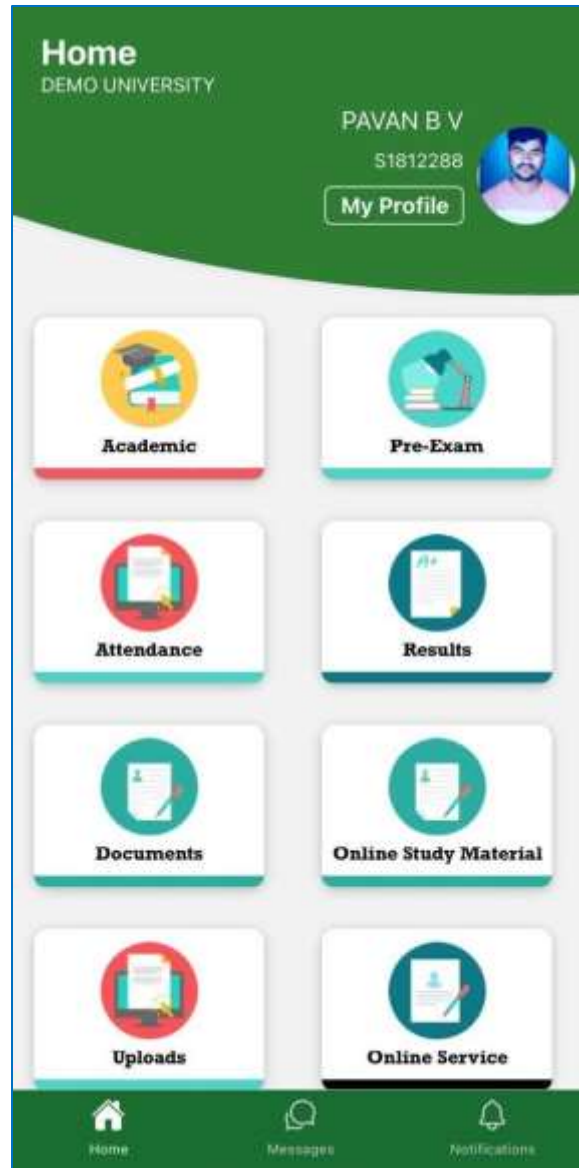 Home
DEMO UNIVERSITY
PAVAN B V
S1812288
My Profile
Academic
Pre-Exam
A+
Attendance
Results
Documents
Online Study Material
Uploads
Online Service
Home
Messages
Notifications